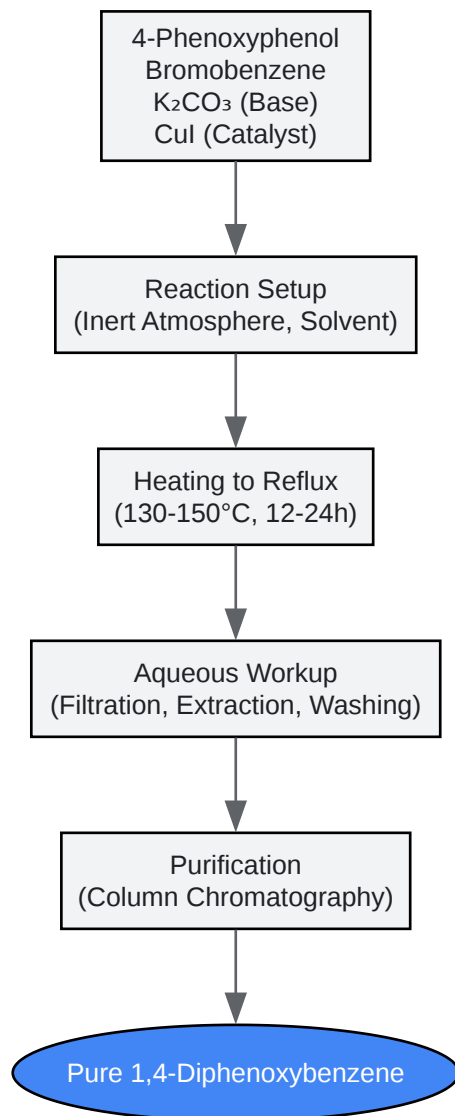 4-Phenoxyphenol
Bromobenzene
K₂CO₃ (Base)
CuI (Catalyst)
Reaction Setup
(Inert Atmosphere, Solvent)
Heating to Reflux
(130-150°C, 12-24h)
Aqueous Workup
(Filtration, Extraction, Washing)
Purification
(Column Chromatography)
Pure 1,4-Diphenoxybenzene